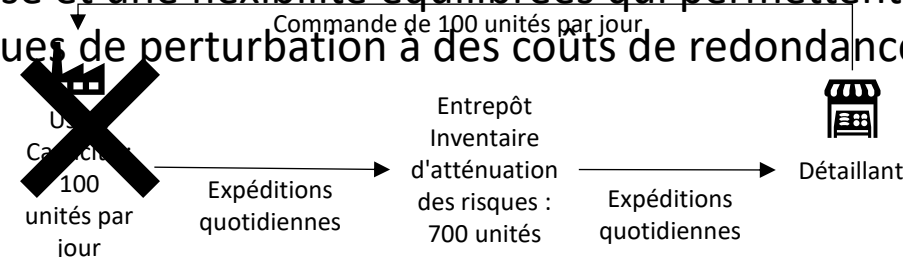 se et une flexibilité équilibrées qui permettent
Commande de 100 unités par jour
ues de perturbation à des coûts de redondance
100
unités par
jour
Expéditions
quotidiennes
Entrepôt
Inventaire
d'atténuation
des risques :
700 unités
Expéditions
quotidiennes
Détaillant